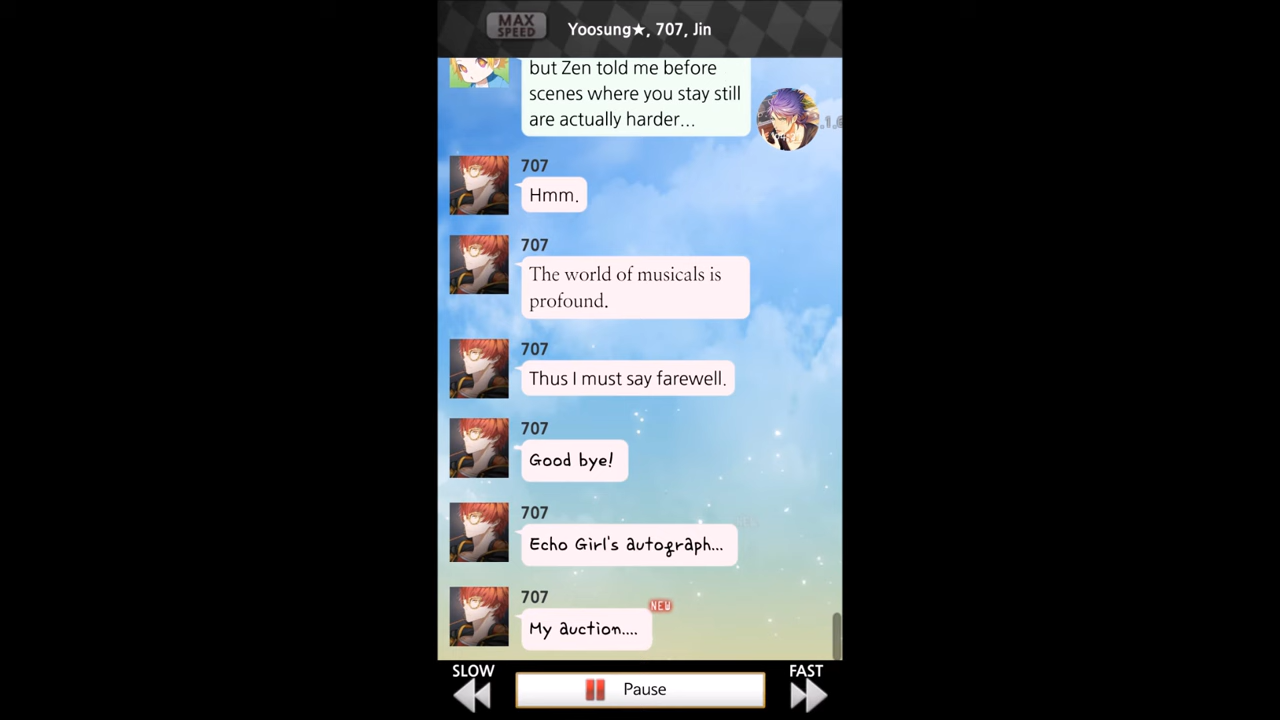 MAX
SPEED
Yoosung★, 707, Jin
but Zen told me before
scenes where you stay still
are actually harder...
707
Hmm.
707
The world of musicals is
profound.
707
Thus I must say farewell.
707
Good bye!
707
Echo Girl's autograph...
707
NEW
My auction....
SLOW
Pause
FAST